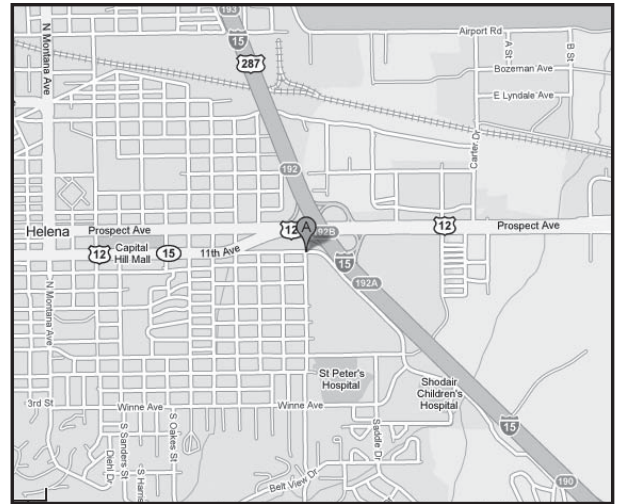 193
15
287
N Montana Ave
Airport Rd
A St
B St
Bozeman Ave
E Lyndale Ave
Carter Dr
192
Helena
Prospect Ave
12
A
192B
12
Prospect Ave
12
Capital
Hill Mall
15
11th Ave
15
192A
N Montana Ave
St Peter's
Hospital
Shodair
Children's
Hospital
3rd St
Winne Ave
Winne Ave
15
S Sanders St
S Oakes St
Saddle Dr
Diehl Dr
S Harris
Belt View Dr
190